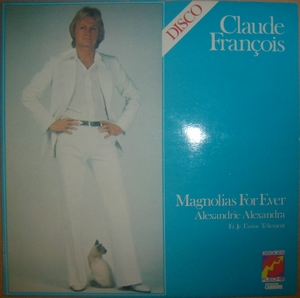 DISCO
Claude
François
Magnolias For Ever
Alexandrie Alexandra
Et Je T'aime Tellement